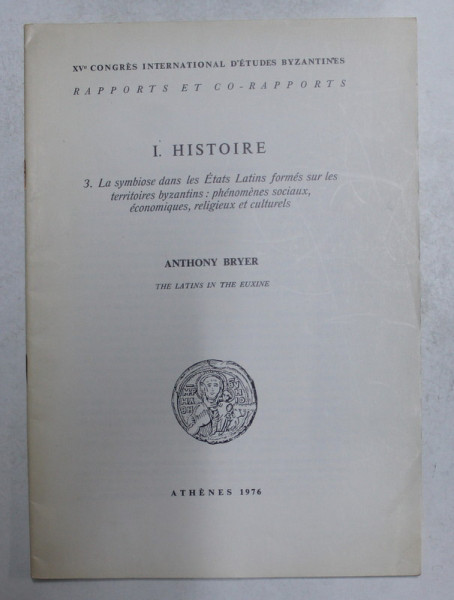 XVᵉ CONGRÈS INTERNATIONAL D'ÉTUDES BYZANTINES
RAPPORTS ET CO-RAPPORTS
I. HISTOIRE
3. La symbiose dans les États Latins formés sur les
territoires byzantins : phénomènes sociaux,
économiques, religieux et culturels
ANTHONY BRYER
THE LATINS IN THE EUXINE
ATHÈNES 1976